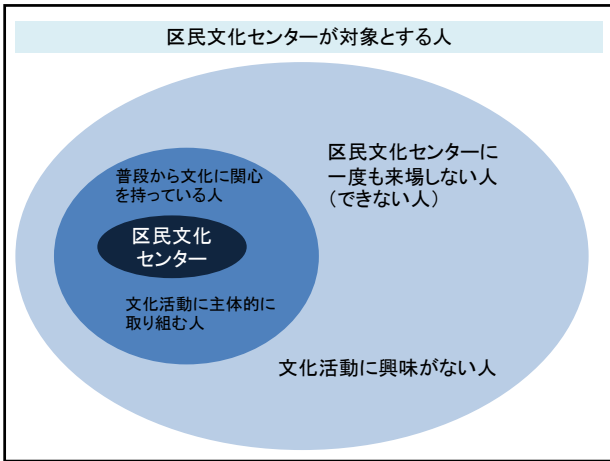 区民文化センターが対象とする人
区民文化センターに
一度も来場しない人
（できない人）
普段から文化に関心
を持っている人
区民文化
センター
文化活動に主体的に
取り組む人
文化活動に興味がない人